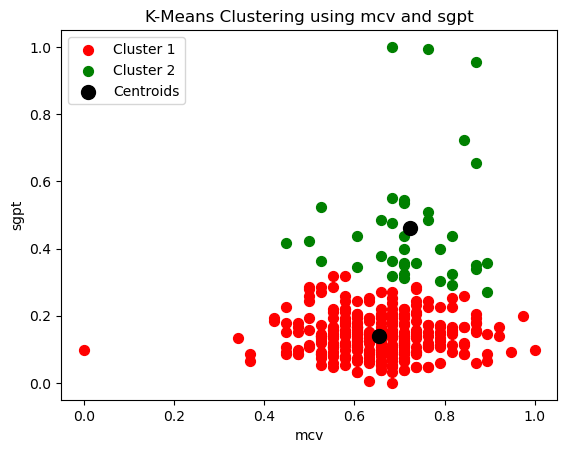 K-Means Clustering using mcv and sgpt
Cluster 1
Cluster 2
Centroids
1.0
0.8
0.6
0.4
0.2
0.0
sgpt
0.0 0.2 0.4 0.6 0.8 1.0
mcv